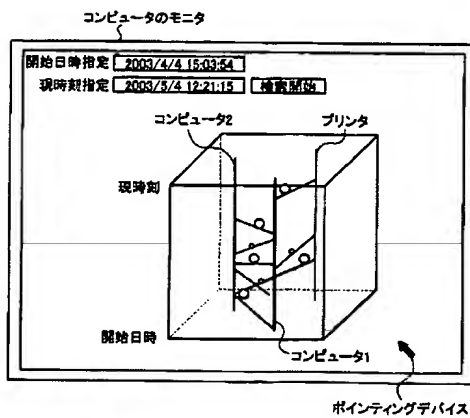 コンピュータのモニタ
開始日時指定 2003/4/4 15:03:54
現時刻指定 2003/5/4 12:21:15 検索開始
コンピュータ2 プリンタ
現時刻
開始日時
コンピュータ1
ポインティングデバイス